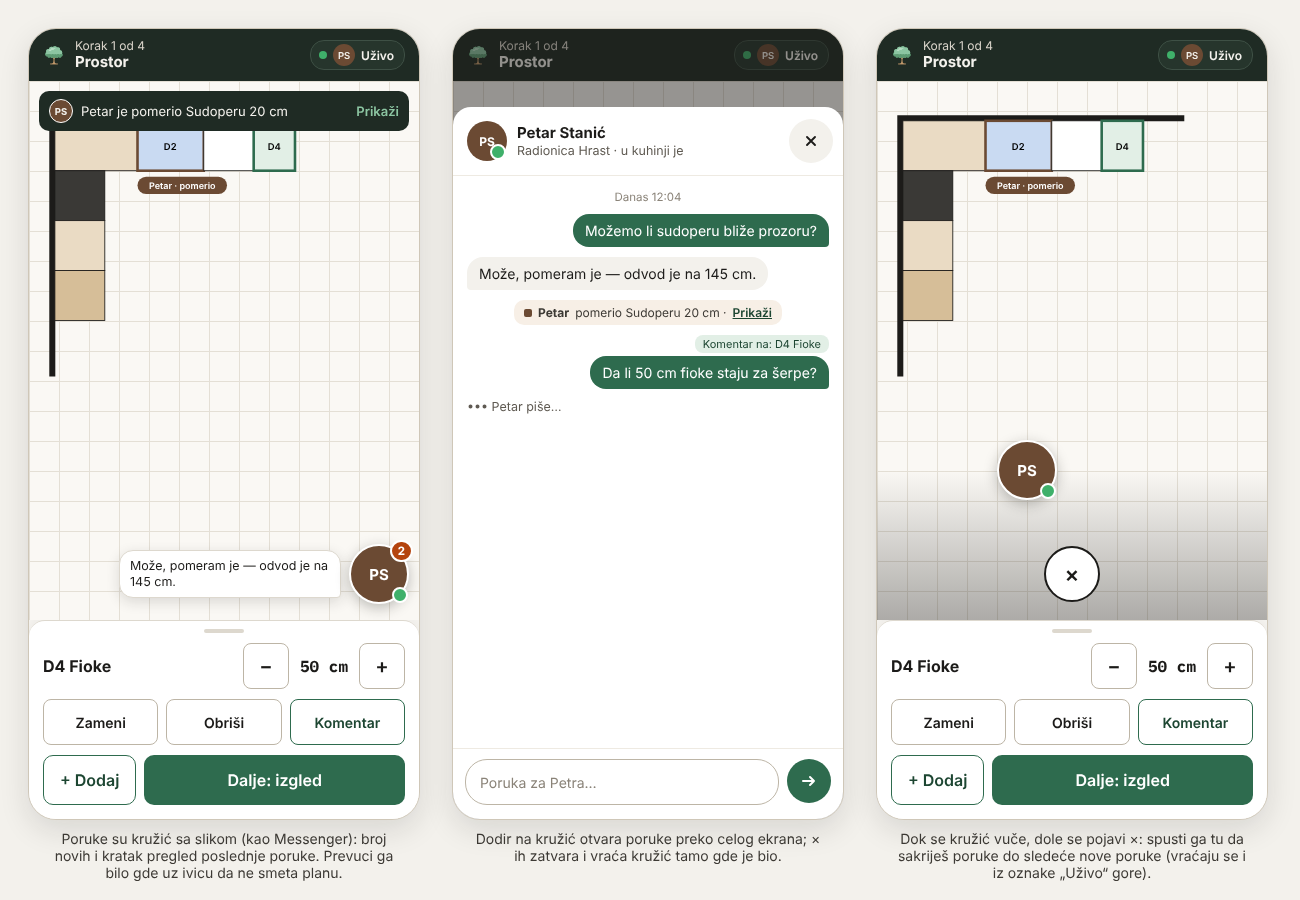 Korak 1 od 4
Prostor
PS Uživo
PS Petar je pomerio Sudoperu 20 cm Prikaži
D2 D4
Petar · pomerio
Može, pomeram je — odvod je na
145 cm.
PS
2
D4 Fioke − 50 cm +
Zameni Obriši Komentar
+ Dodaj Dalje: izgled
Poruke su kružić sa slikom (kao Messenger): broj
novih i kratak pregled poslednje poruke. Prevuci ga
bilo gde uz ivicu da ne smeta planu.
Korak 1 od 4
Prostor
PS Uživo
PS
Petar Stanić
Radionica Hrast · u kuhinji je
×
Danas 12:04
Možemo li sudoperu bliže prozoru?
Može, pomeram je — odvod je na 145 cm.
Petar pomerio Sudoperu 20 cm · Prikaži
Komentar na: D4 Fioke
Da li 50 cm fioke staju za šerpe?
••• Petar piše...
Poruka za Petra...
→
Dodir na kružić otvara poruke preko celog ekrana; ×
ih zatvara i vraća kružić tamo gde je bio.
Korak 1 od 4
Prostor
PS Uživo
D2 D4
Petar · pomerio
PS
×
D4 Fioke − 50 cm +
Zameni Obriši Komentar
+ Dodaj Dalje: izgled
Dok se kružić vuče, dole se pojavi ×: spusti ga tu da
sakriješ poruke do sledeće nove poruke (vraćaju se i
iz oznake „Uživo“ gore).